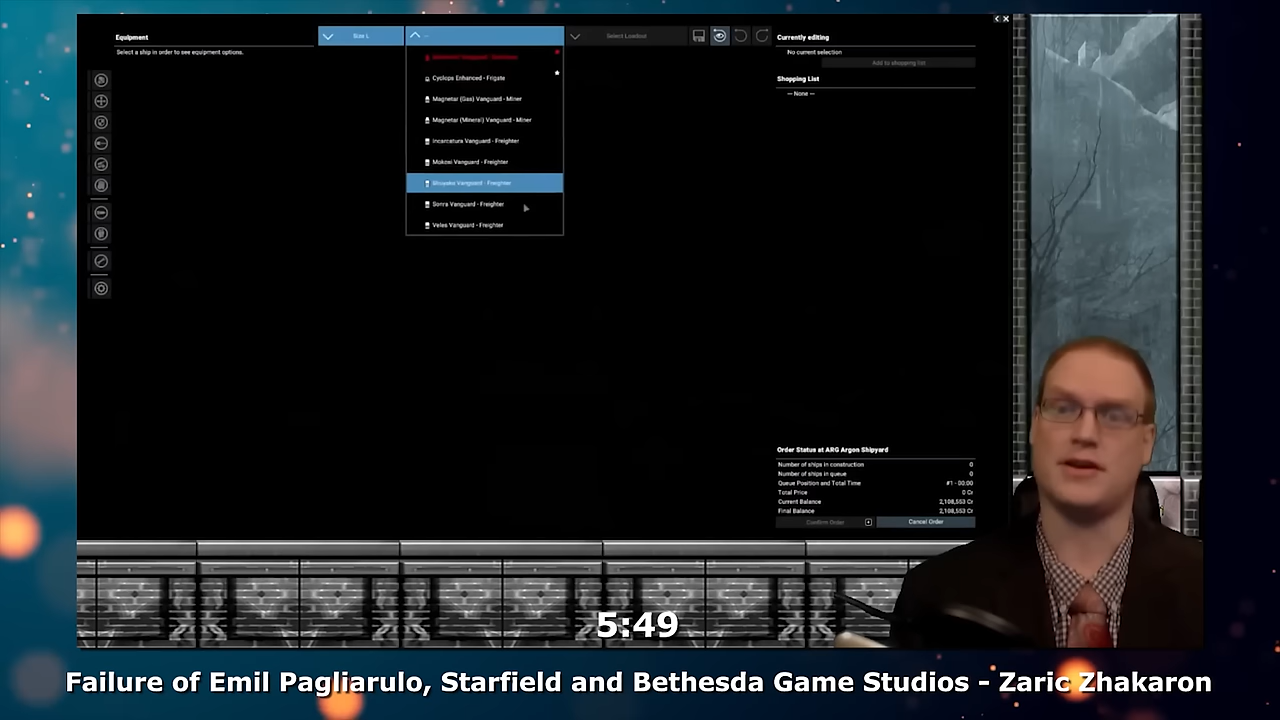 Equipment
Select a ship in order to see equipment options.
Size L
--
Cyclops Enhanced - Frigate
Magnetar (Gas) Vanguard - Miner
Magnetar (Mineral) Vanguard - Miner
Incarcatura Vanguard - Freighter
Mokosi Vanguard - Freighter
Shuyaku Vanguard - Freighter
Sonra Vanguard - Freighter
Veles Vanguard - Freighter
Select Loadout
Currently editing
No current selection
Add to shopping list
Shopping List
-- None --
Order Status at ARG Argon Shipyard
Number of ships in construction 0
Number of ships in queue 0
Queue Position and Total Time #1 - 00:00
Total Price 0 Cr
Current Balance 2,108,553 Cr
Final Balance 2,108,553 Cr
Confirm Order
Cancel Order
5:49
Failure of Emil Pagliarulo, Starfield and Bethesda Game Studios - Zaric Zhakaron